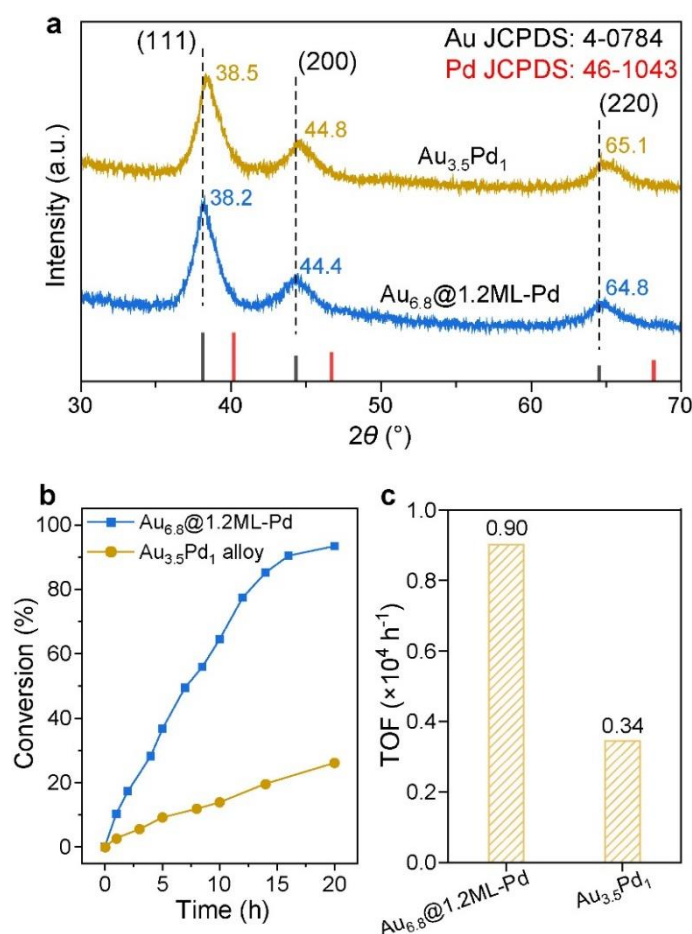 a
(111)
38.5
(200)
44.8
Au JCPDS: 4-0784
Pd JCPDS: 46-1043
(220)
65.1
Au₃.₅Pd₁
38.2
44.4
64.8
Au₆.₈@1.2ML-Pd
Intensity (a.u.)
30 40 50 60 70
2θ (°)
b
Au₆.₈@1.2ML-Pd
Au₃.₅Pd₁ alloy
Conversion (%)
100
80
60
40
20
0
0 5 10 15 20
Time (h)
c
TOF (×10⁴ h⁻¹)
1.0
0.8
0.6
0.4
0.2
0.0
0.90
0.34
Au₆.₈@1.2ML-Pd
Au₃.₅Pd₁